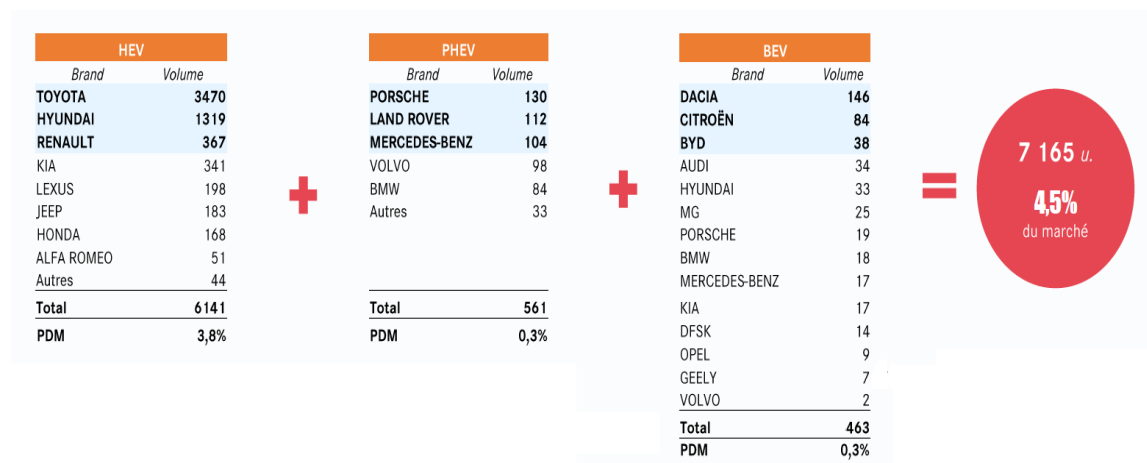 HEV
Brand Volume
TOYOTA 3470
HYUNDAI 1319
RENAULT 367
KIA 341
LEXUS 198
JEEP 183
HONDA 168
ALFA ROMEO 51
Autres 44
Total 6141
PDM 3,8%
+
PHEV
Brand Volume
PORSCHE 130
LAND ROVER 112
MERCEDES-BENZ 104
VOLVO 98
BMW 84
Autres 33
Total 561
PDM 0,3%
+
BEV
Brand Volume
DACIA 146
CITROËN 84
BYD 38
AUDI 34
HYUNDAI 33
MG 25
PORSCHE 19
BMW 18
MERCEDES-BENZ 17
KIA 17
DFSK 14
OPEL 9
GEELY 7
VOLVO 2
Total 463
PDM 0,3%
=
7 165 u.
4,5%
du marché